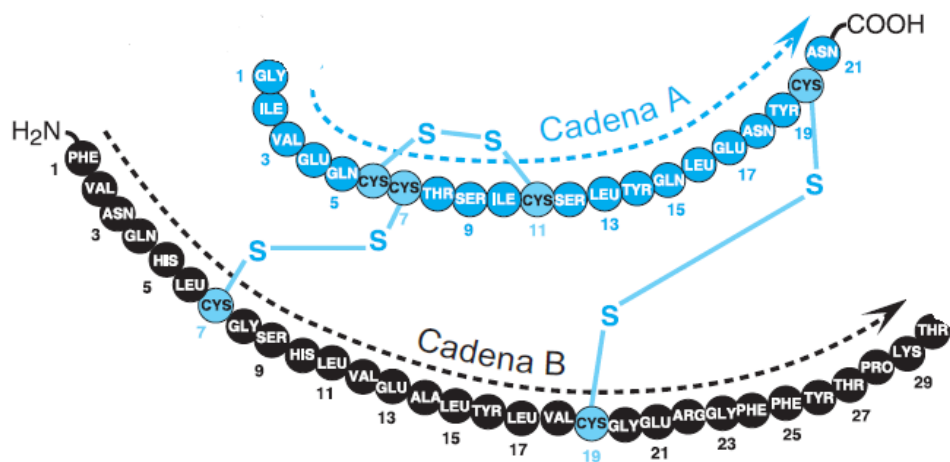 COOH
GLY ILE VAL GLU GLN CYS CYS THR SER ILE CYS SER LEU TYR GLN LEU GLU ASN TYR CYS ASN
1 3 5 7 9 11 13 15 17 19 21
Cadena A
S S
S S
S S
H₂N
PHE VAL ASN GLN HIS LEU CYS GLY SER HIS LEU VAL GLU ALA LEU TYR LEU VAL CYS GLY GLU ARG GLY PHE PHE TYR THR PRO LYS THR
1 3 5 7 9 11 13 15 17 19 21 23 25 27 29
Cadena B